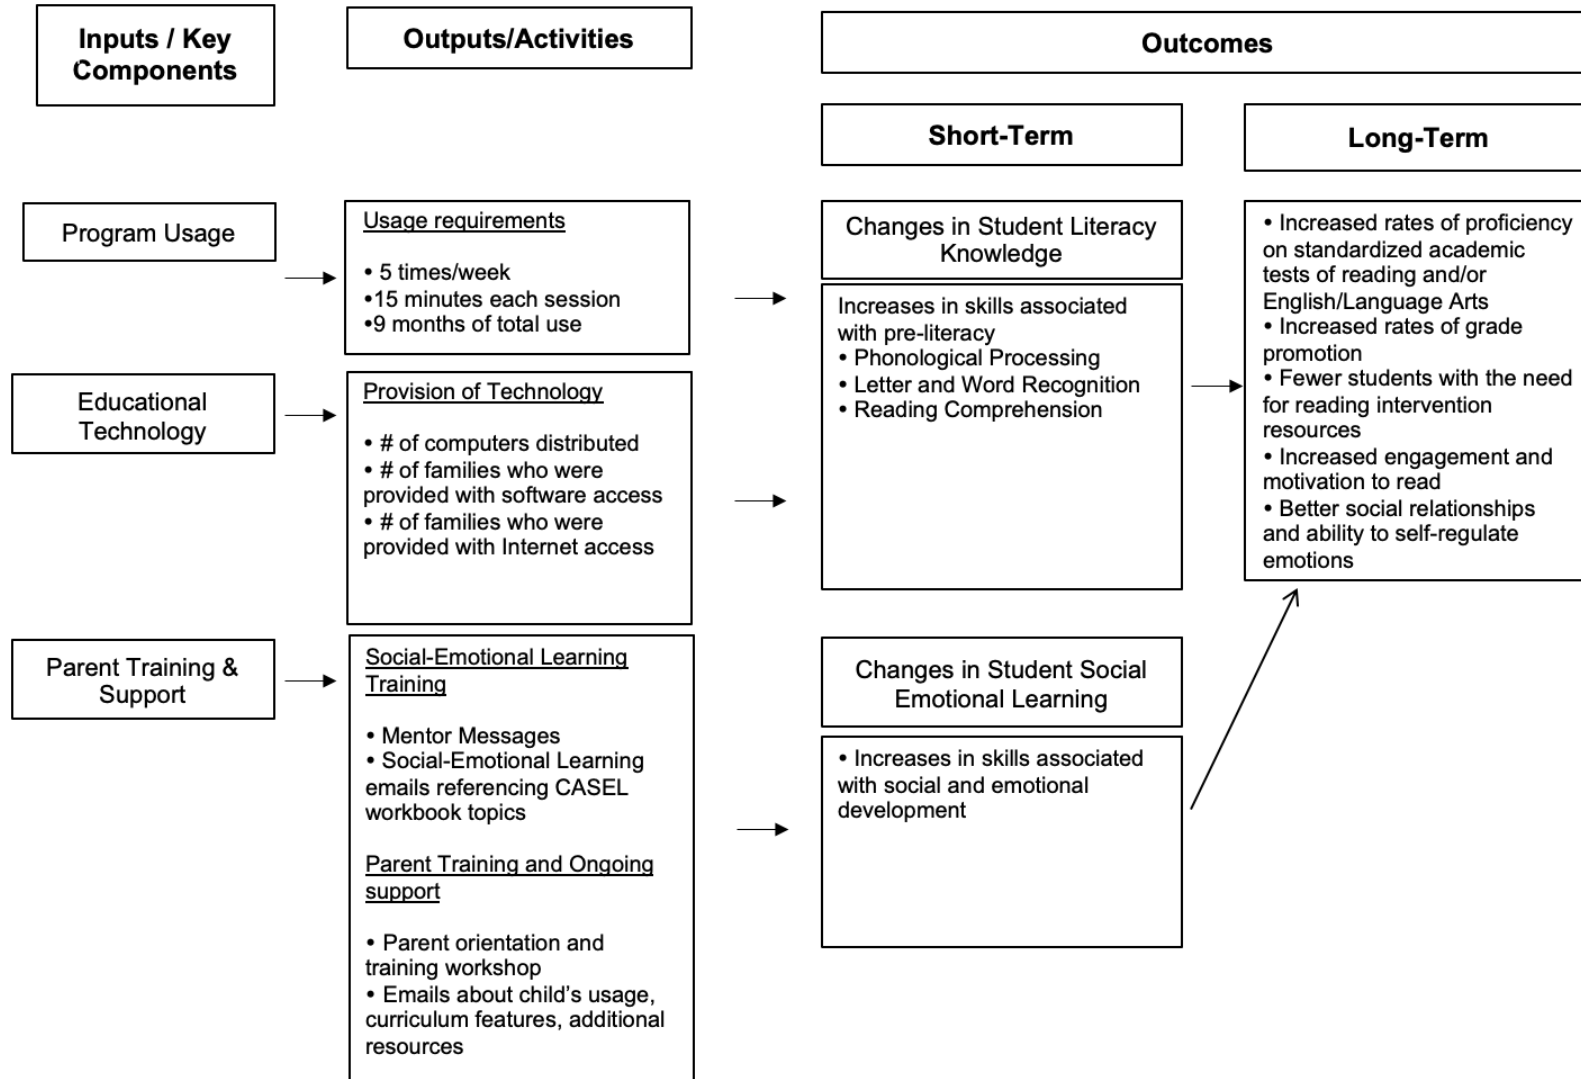 Inputs / Key
Components
Outputs/Activities
Outcomes
Short-Term
Long-Term
Program Usage
Usage requirements
• 5 times/week
•15 minutes each session
•9 months of total use
Changes in Student Literacy
Knowledge
Increases in skills associated
with pre-literacy
• Phonological Processing
• Letter and Word Recognition
• Reading Comprehension
• Increased rates of proficiency
on standardized academic
tests of reading and/or
English/Language Arts
• Increased rates of grade
promotion
• Fewer students with the need
for reading intervention
resources
• Increased engagement and
motivation to read
• Better social relationships
and ability to self-regulate
emotions
Educational
Technology
Provision of Technology
• # of computers distributed
• # of families who were
provided with software access
• # of families who were
provided with Internet access
Parent Training &
Support
Social-Emotional Learning
Training
• Mentor Messages
• Social-Emotional Learning
emails referencing CASEL
workbook topics
Parent Training and Ongoing
support
• Parent orientation and
training workshop
• Emails about child’s usage,
curriculum features, additional
resources
Changes in Student Social
Emotional Learning
• Increases in skills associated
with social and emotional
development